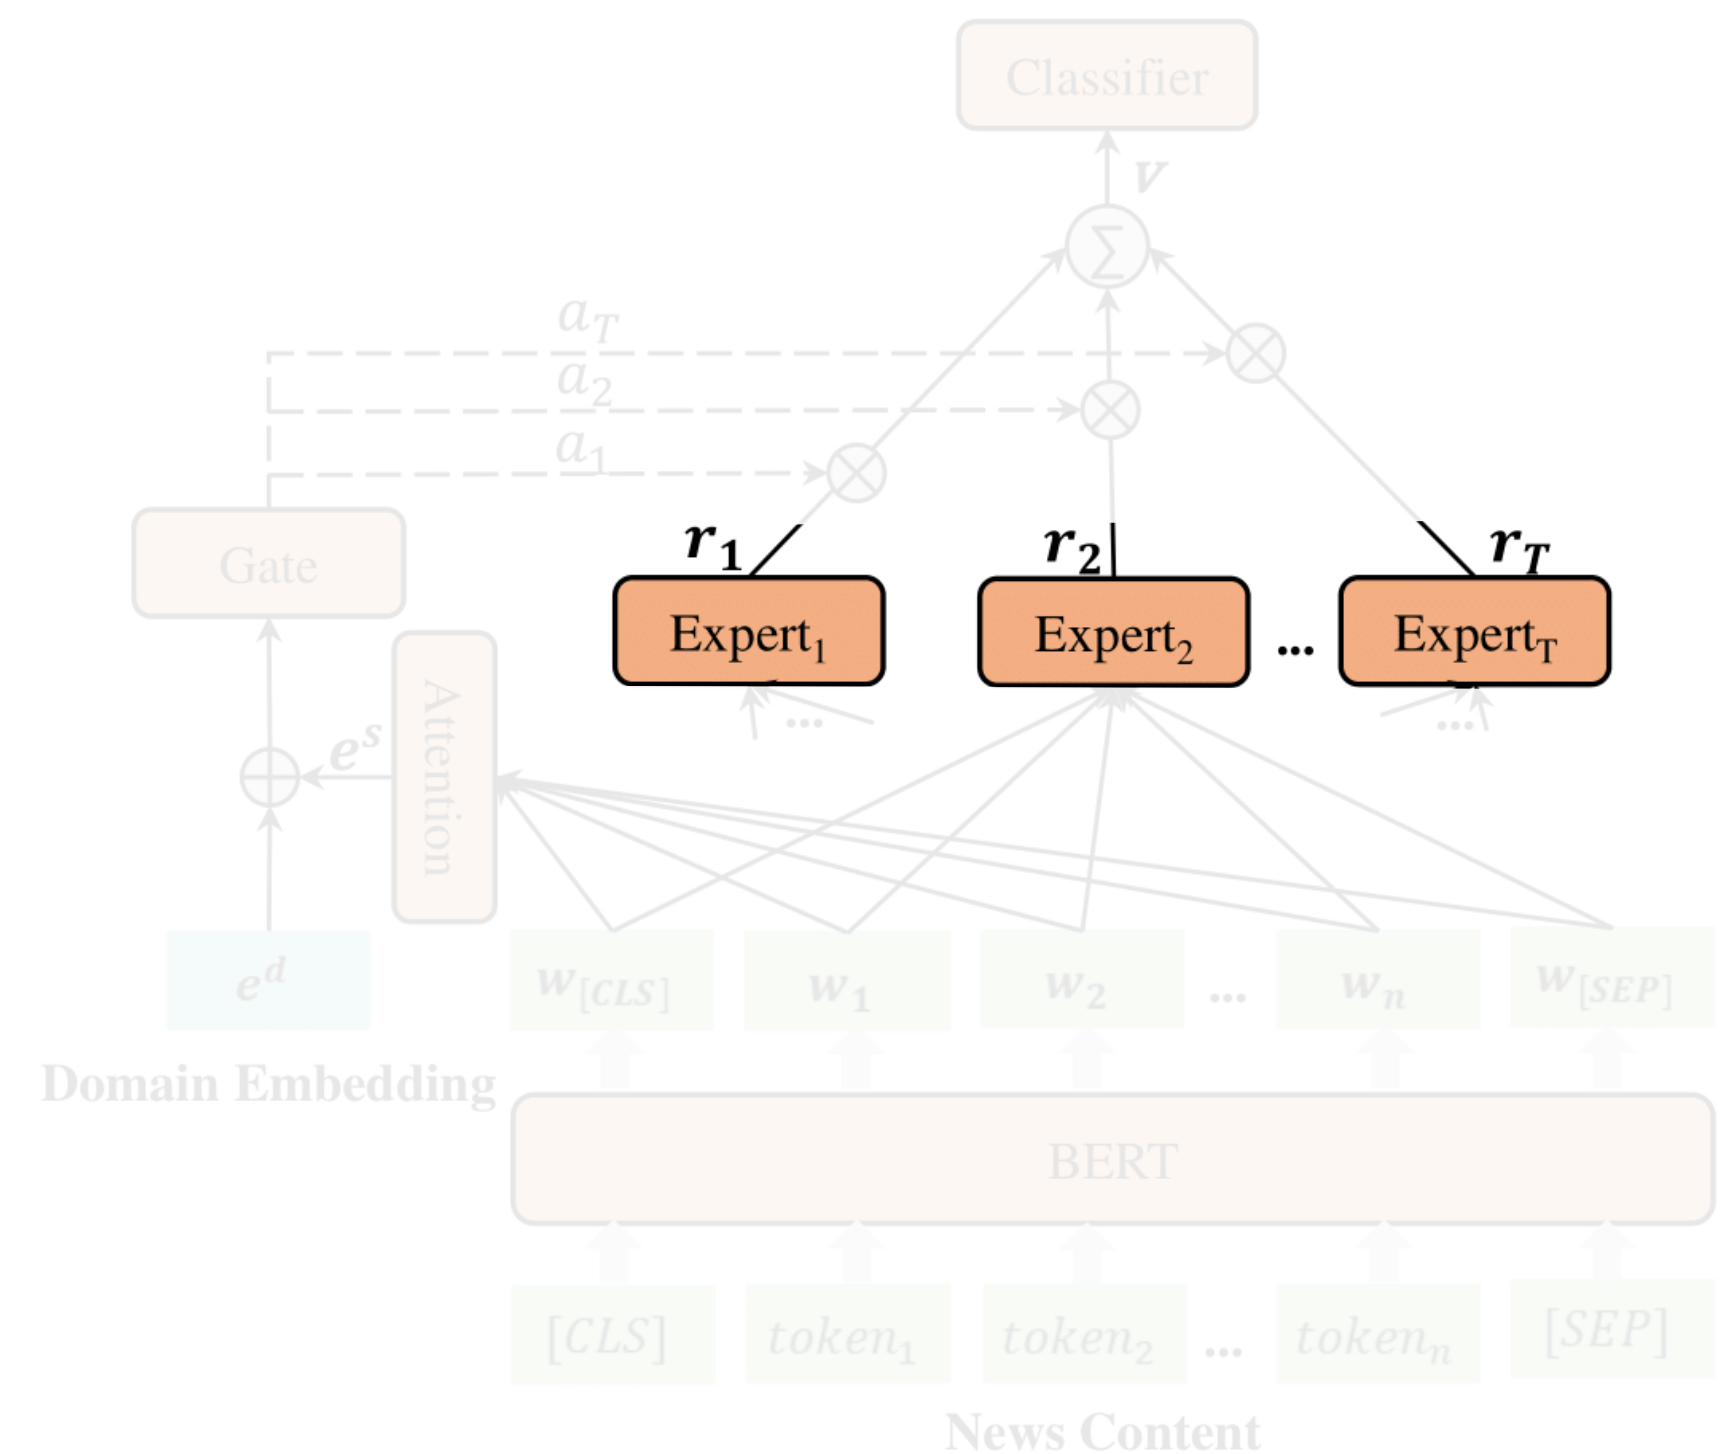 Classifier
v
∑
a_T
a_2
a_1
r_1 r_2 r_T
Gate
Expert_1 Expert_2 ... Expert_T
Attention
... ...
e^s
e^d w_[CLS] w_1 w_2 ... w_n w_[SEP]
Domain Embedding
BERT
[CLS] token_1 token_2 ... token_n [SEP]
News Content